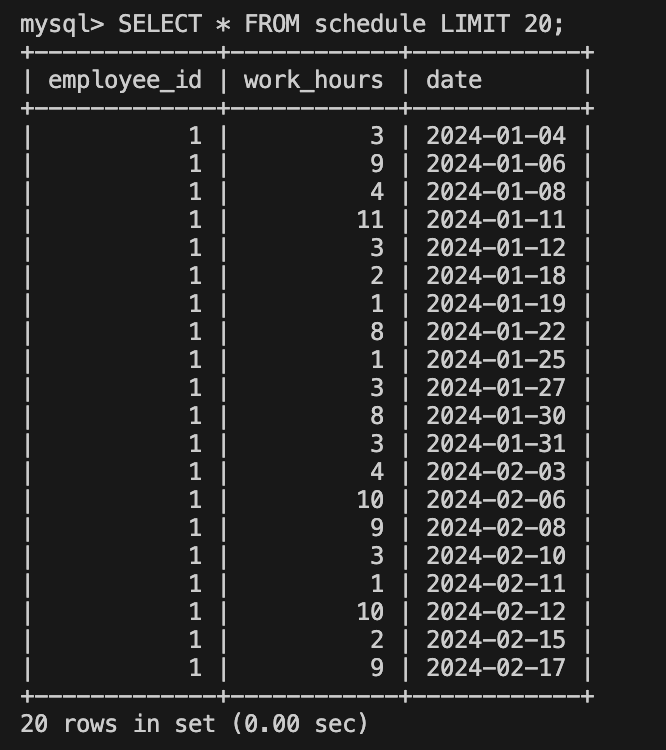 mysql> SELECT * FROM schedule LIMIT 20;
+-------------+------------+------------+
| employee_id | work_hours | date       |
+-------------+------------+------------+
|           1 |          3 | 2024-01-04 |
|           1 |          9 | 2024-01-06 |
|           1 |          4 | 2024-01-08 |
|           1 |         11 | 2024-01-11 |
|           1 |          3 | 2024-01-12 |
|           1 |          2 | 2024-01-18 |
|           1 |          1 | 2024-01-19 |
|           1 |          8 | 2024-01-22 |
|           1 |          1 | 2024-01-25 |
|           1 |          3 | 2024-01-27 |
|           1 |          8 | 2024-01-30 |
|           1 |          3 | 2024-01-31 |
|           1 |          4 | 2024-02-03 |
|           1 |         10 | 2024-02-06 |
|           1 |          9 | 2024-02-08 |
|           1 |          3 | 2024-02-10 |
|           1 |          1 | 2024-02-11 |
|           1 |         10 | 2024-02-12 |
|           1 |          2 | 2024-02-15 |
|           1 |          9 | 2024-02-17 |
+-------------+------------+------------+
20 rows in set (0.00 sec)